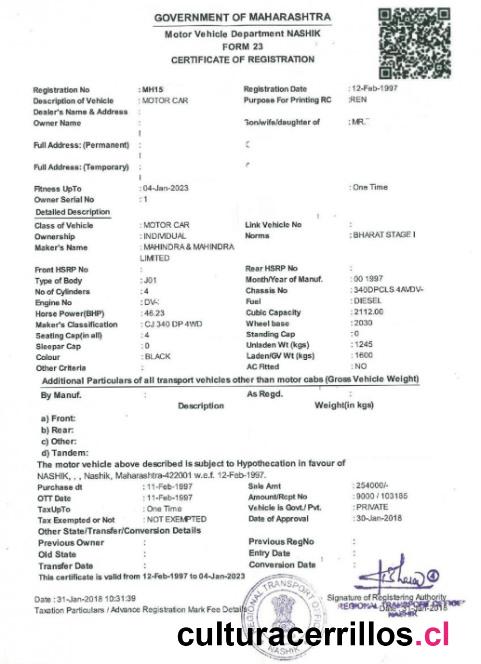 GOVERNMENT OF MAHARASHTRA
Motor Vehicle Department NASHIK
FORM 23
CERTIFICATE OF REGISTRATION
Registration No : MH15 Registration Date : 12-Feb-1997
Description of Vehicle : MOTOR CAR Purpose For Printing RC :REN
Dealer's Name & Address :
Owner Name : Son/wife/daughter of : MR.
Full Address: (Permanent) :
Full Address: (Temporary) :
Fitness UpTo : 04-Jan-2023 : One Time
Owner Serial No : 1
Detailed Description
Class of Vehicle : MOTOR CAR Link Vehicle No :
Ownership : INDIVIDUAL Norms : BHARAT STAGE I
Maker's Name : MAHINDRA & MAHINDRA
LIMITED
Front HSRP No : Rear HSRP No :
Type of Body : J01 Month/Year of Manuf. : 00 1997
No of Cylinders : 4 Chassis No : 340DPCLS 4AVDV-
Engine No : DV-: Fuel : DIESEL
Horse Power(BHP) : 46.23 Cubic Capacity : 2112.00
Maker's Classification : CJ 340 DP 4WD Wheel base : 2030
Seating Cap(in all) : 4 Standing Cap : 0
Sleepar Cap : 0 Unladen Wt (kgs) : 1245
Colour : BLACK Laden/GV Wt (kgs) : 1600
Other Criteria : AC Fitted : NO
Additional Particulars of all transport vehicles other than motor cabs (Gross Vehicle Weight)
By Manuf. : As Regd. :
Description Weight(in kgs)
a) Front:
b) Rear:
c) Other:
d) Tandem:
The motor vehicle above described is subject to Hypothecation in favour of
NASHIK, , , Nashik, Maharashtra-422001 w.e.f. 12-Feb-1997.
Purchase dt : 11-Feb-1997 Sale Amt : 254000/-
OTT Date : 11-Feb-1997 Amount/Rcpt No : 9000 / 103185
TaxUpTo : One Time Vehicle is Govt./ Pvt. : PRIVATE
Tax Exempted or Not : NOT EXEMPTED Date of Approval : 30-Jan-2018
Other State/Transfer/Conversion Details
Previous Owner : Previous RegNo :
Old State : Entry Date :
Transfer Date : Conversion Date :
This certificate is valid from 12-Feb-1997 to 04-Jan-2023
Date : 31-Jan-2018 10:31:39 Signature of Registering Authority
Taxation Particulars / Advance Registration Mark Fee Details Date: 31-Jan-2018
REGIONAL TRANSPORT OFFICE
NASHIK
REGIONAL TRANSPORT OFFICE
NASHIK
culturacerrillos.cl